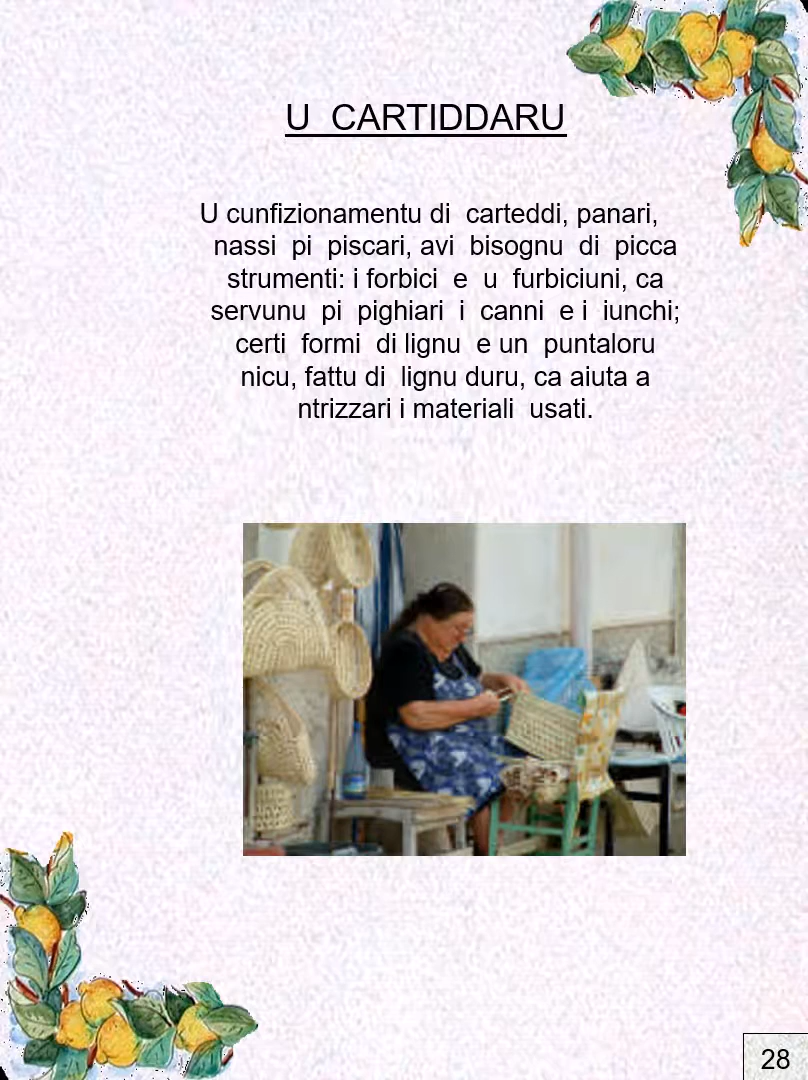 U CARTIDDARU
U cunfizionamentu di carteddi, panari,
nassi pi piscari, avi bisognu di picca
strumenti: i forbici e u furbiciuni, ca
servunu pi pighiari i canni e i iunchi;
certi formi di lignu e un puntaloru
nicu, fattu di lignu duru, ca aiuta a
ntrizzari i materiali usati.
28